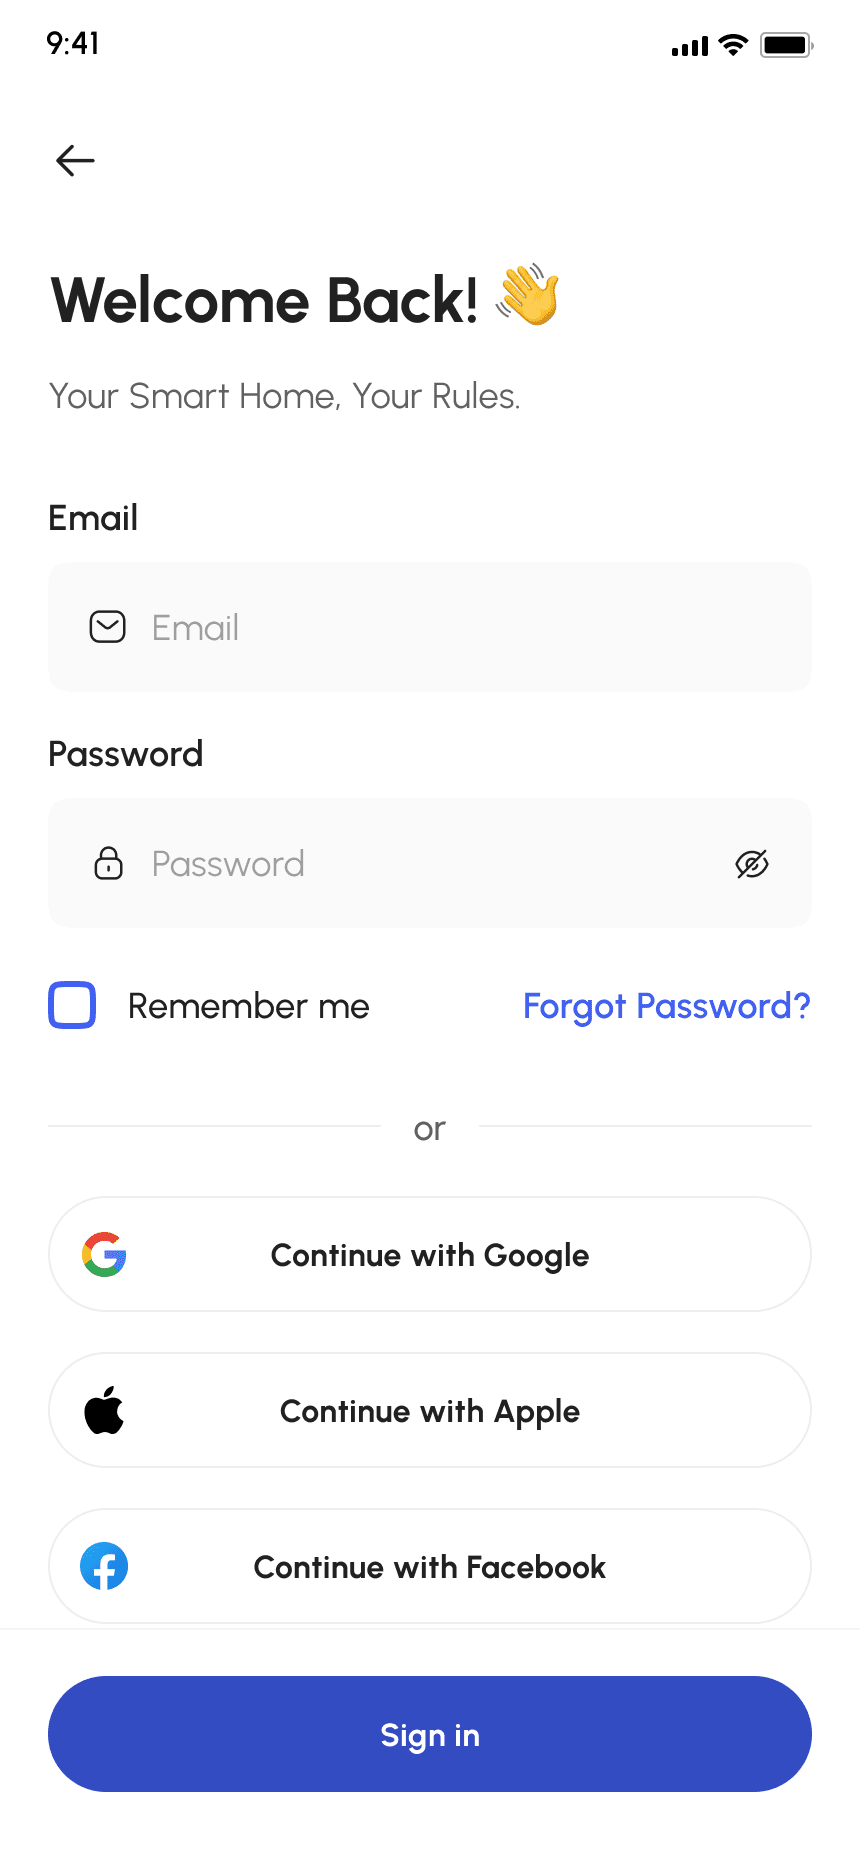 9:41
Welcome Back! 👋
Your Smart Home, Your Rules.
Email
Email
Password
Password
Remember me
Forgot Password?
or
Continue with Google
Continue with Apple
Continue with Facebook
Sign in